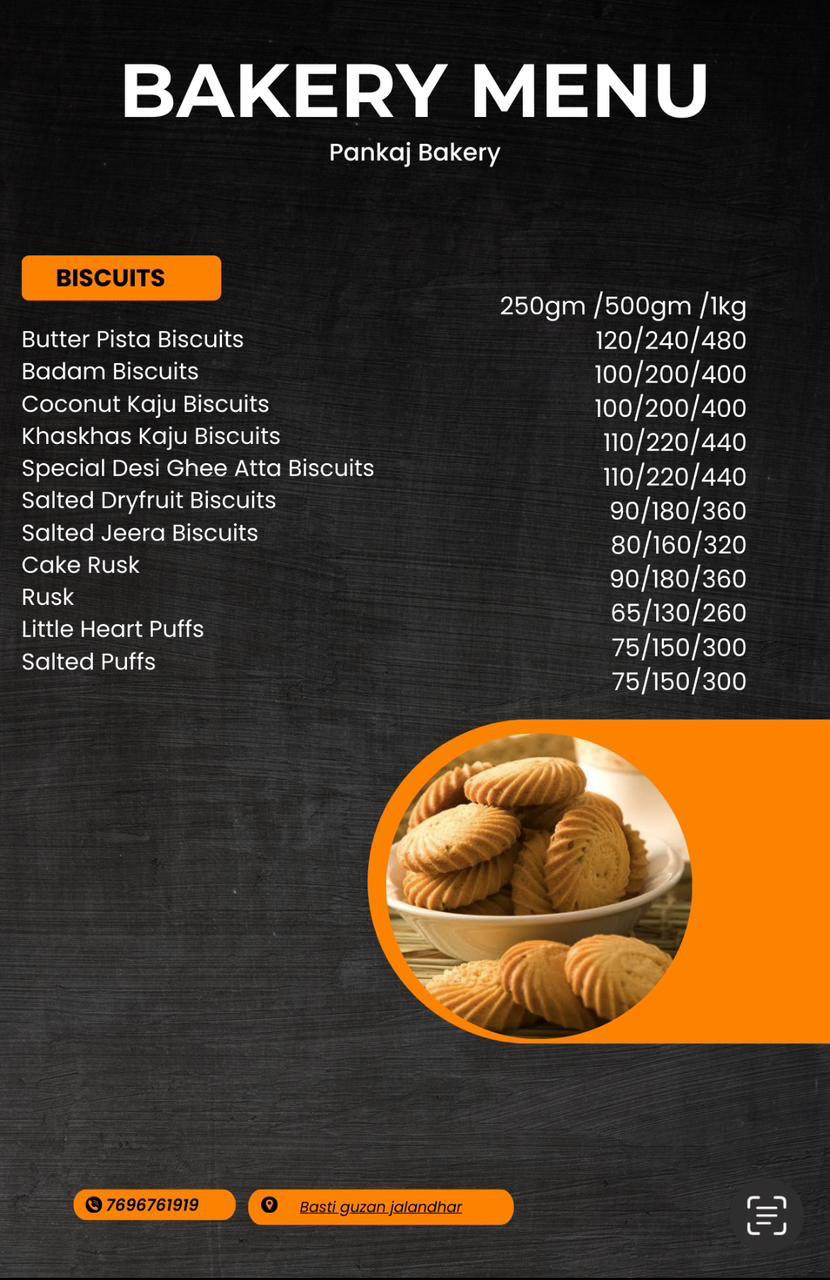 BAKERY MENU
Pankaj Bakery
BISCUITS
250gm /500gm /1kg
Butter Pista Biscuits 120/240/480
Badam Biscuits 100/200/400
Coconut Kaju Biscuits 100/200/400
Khaskhas Kaju Biscuits 110/220/440
Special Desi Ghee Atta Biscuits 110/220/440
Salted Dryfruit Biscuits 90/180/360
Salted Jeera Biscuits 80/160/320
Cake Rusk 90/180/360
Rusk 65/130/260
Little Heart Puffs 75/150/300
Salted Puffs 75/150/300
7696761919 Basti guzan jalandhar